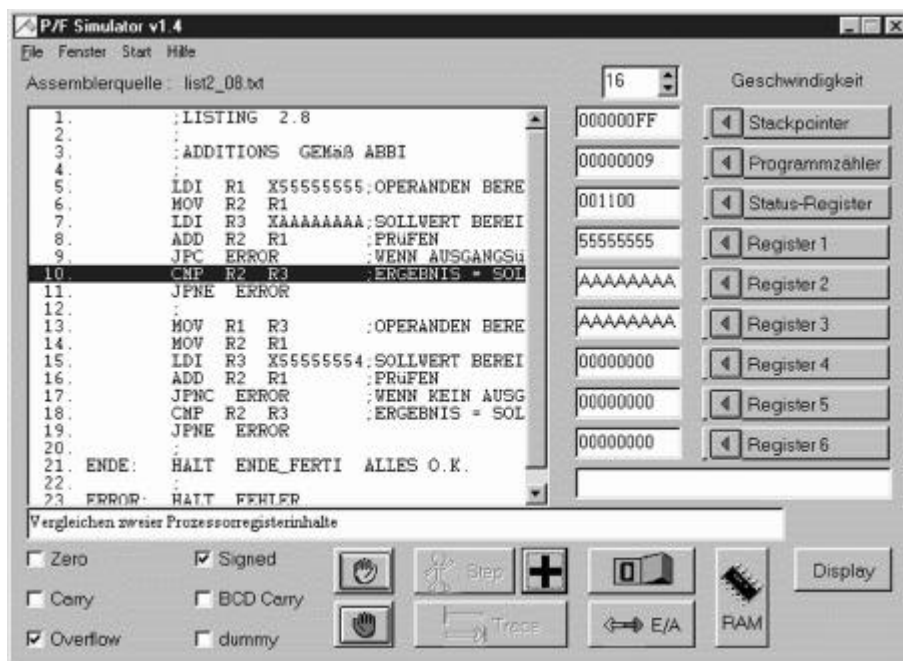 P/F Simulator v1.4
File Fenster Start Hilfe
Assemblerquelle : list2_08.txt
16
Geschwindigkeit
1. ;LISTING 2.8
2. ;
3. ;ADDITIONS GEMäß ABBI
4. ;
5. LDI R1 X55555555;OPERANDEN BERE
6. MOV R2 R1
7. LDI R3 XAAAAAAAA;SOLLWERT BEREI
8. ADD R2 R1 ;PRüFEN
9. JPC ERROR ;WENN AUSGANGSü
10. CMP R2 R3 ;ERGEBNIS = SOL
11. JPNE ERROR
12. ;
13. MOV R1 R3 ;OPERANDEN BERE
14. MOV R2 R1
15. LDI R3 X55555554;SOLLWERT BEREI
16. ADD R2 R1 ;PRüFEN
17. JPNC ERROR ;WENN KEIN AUSG
18. CMP R2 R3 ;ERGEBNIS = SOL
19. JPNE ERROR
20. ;
21. ENDE: HALT ENDE_FERTI ALLES O.K.
22. ;
23. ERROR: HALT FEHLER
000000FF Stackpointer
00000009 Programmzähler
001100 Status-Register
55555555 Register 1
AAAAAAAA Register 2
AAAAAAAA Register 3
00000000 Register 4
00000000 Register 5
00000000 Register 6
Vergleichen zweier Prozessorregisterinhalte
Zero
Signed
Carry
BCD Carry
Overflow
dummy
Step
Trace
0
E/A
RAM
Display